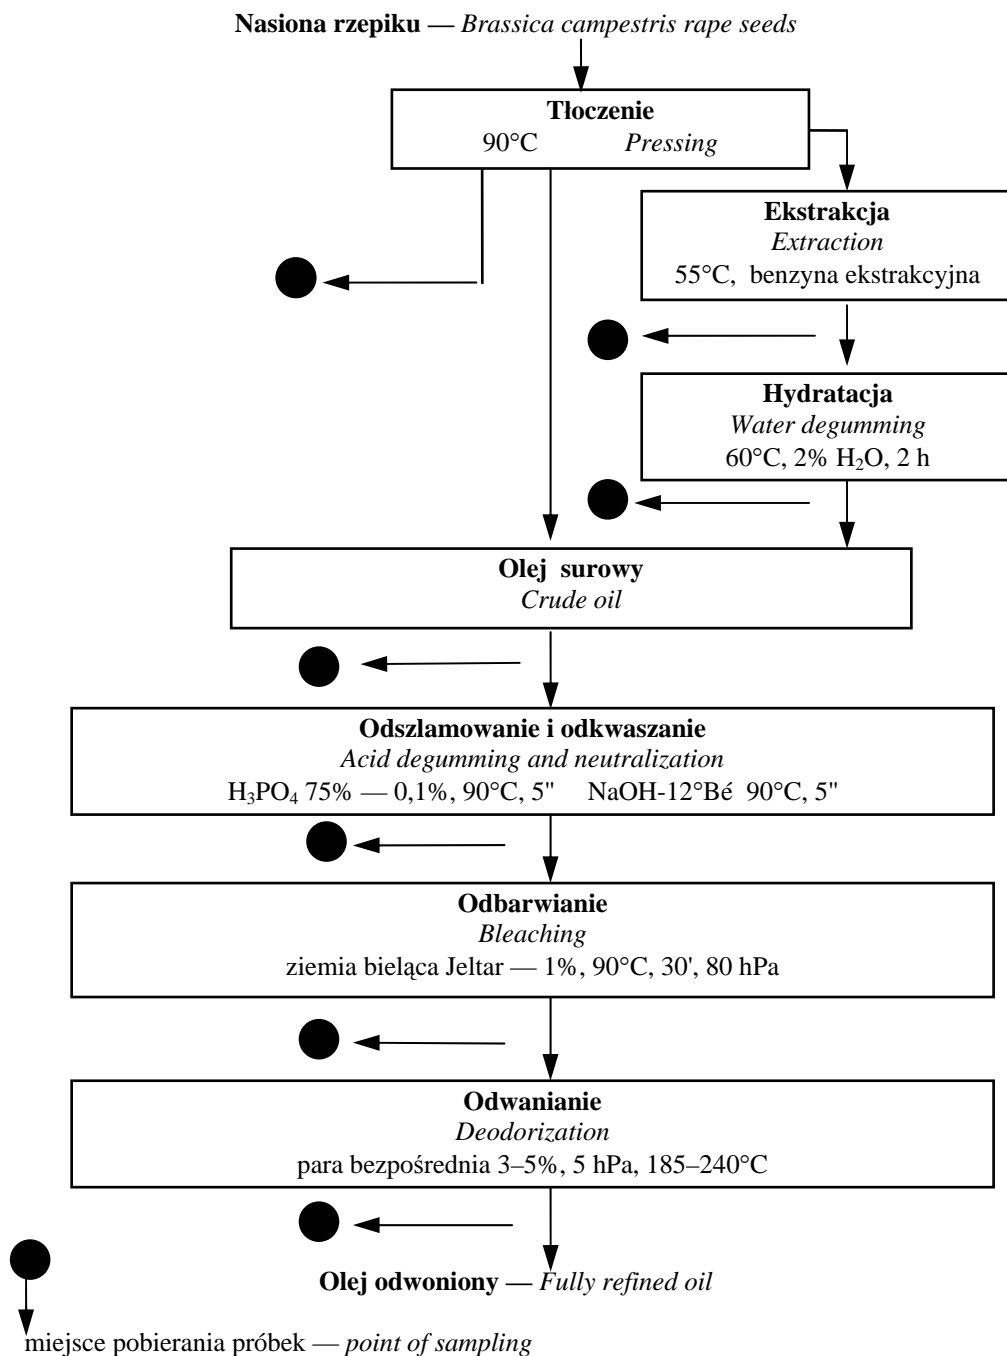 Nasiona rzepiku — Brassica campestris rape seeds
Tłoczenie
90°C Pressing
Ekstrakcja
Extraction
55°C, benzyna ekstrakcyjna
Hydratacja
Water degumming
60°C, 2% H₂O, 2 h
Olej surowy
Crude oil
Odszlamowanie i odkwaszanie
Acid degumming and neutralization
H₃PO₄ 75% — 0,1%, 90°C, 5" NaOH-12°Bé 90°C, 5"
Odbarwianie
Bleaching
ziemia bieląca Jeltar — 1%, 90°C, 30', 80 hPa
Odwanianie
Deodorization
para bezpośrednia 3–5%, 5 hPa, 185–240°C
Olej odwoniony — Fully refined oil
miejsce pobierania próbek — point of sampling